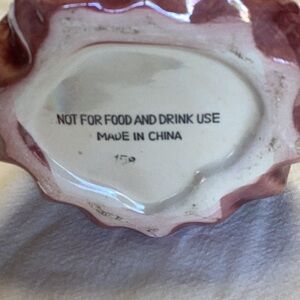 NOT FOR FOOD AND DRINK USE
MADE IN CHINA